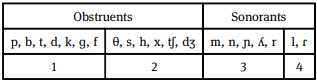 Obstruents Sonorants
p, b, t, d, k, ɡ, f θ, s, h, x, tʃ, dʒ m, n, ɲ, ʎ, ɾ l, ɾ
1 2 3 4